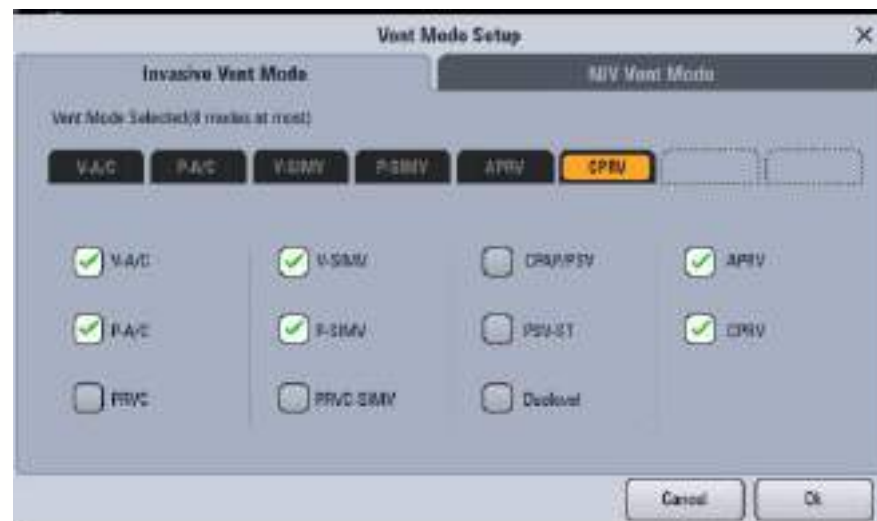 Vent Mode Setup
Invasive Vent Mode
NIV Vent Mode
Vent Mode Selected(8 modes at most)
V-A/C P-A/C V-SIMV P-SIMV APRV CPRV
V-A/C V-SIMV CPAP/PSV APRV
P-A/C P-SIMV PSV-ST CPRV
PRVC PRVC-SIMV Duolevel
Cancel Ok